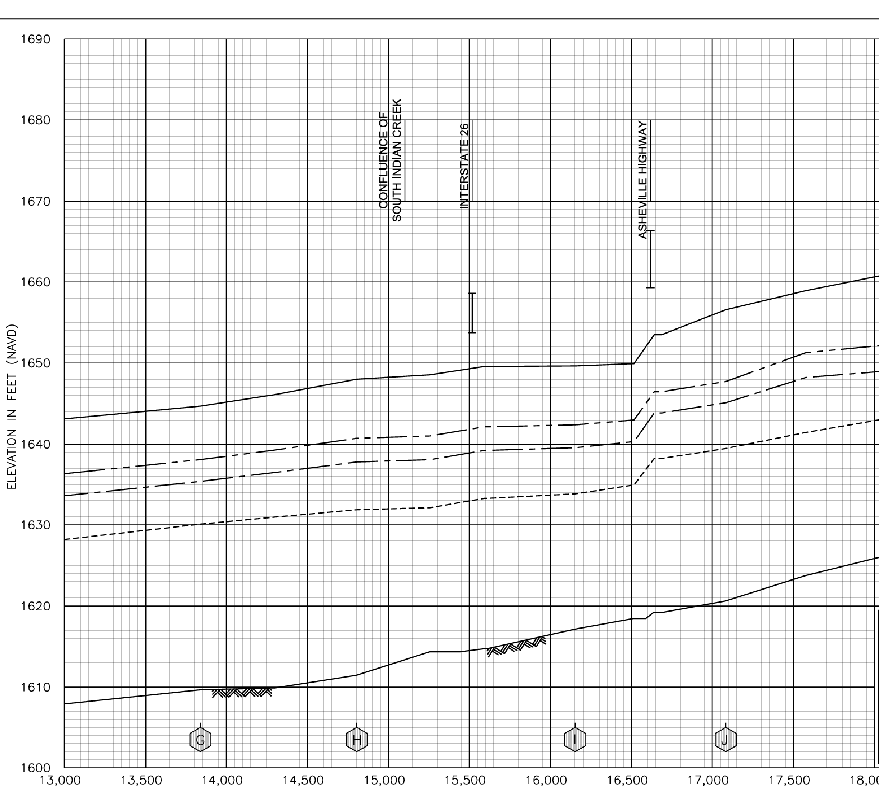 1690
1680
1670
1660
1650
1640
1630
1620
1610
1600
ELEVATION IN FEET (NAVD)
CONFLUENCE OF
SOUTH INDIAN CREEK
INTERSTATE 26
ASHEVILLE HIGHWAY
G
H
I
J
13,000
13,500
14,000
14,500
15,000
15,500
16,000
16,500
17,000
17,500